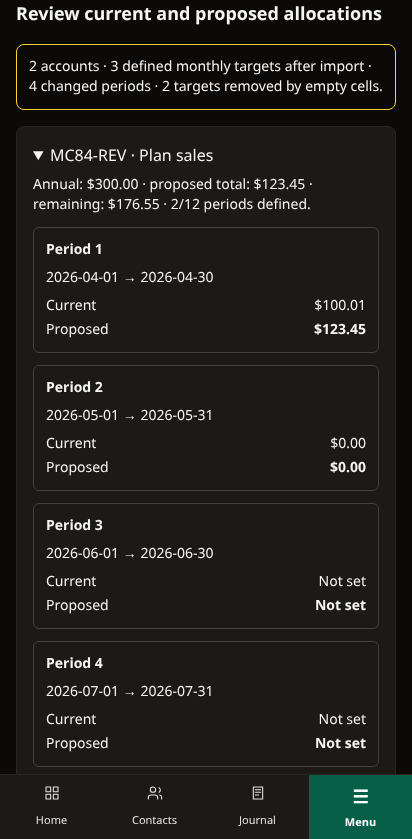 Review current and proposed allocations
2 accounts · 3 defined monthly targets after import ·
4 changed periods · 2 targets removed by empty cells.
▼ MC84-REV · Plan sales
Annual: $300.00 · proposed total: $123.45 ·
remaining: $176.55 · 2/12 periods defined.
Period 1
2026-04-01 → 2026-04-30
Current $100.01
Proposed $123.45
Period 2
2026-05-01 → 2026-05-31
Current $0.00
Proposed $0.00
Period 3
2026-06-01 → 2026-06-30
Current Not set
Proposed Not set
Period 4
2026-07-01 → 2026-07-31
Current Not set
Proposed Not set
Home Contacts Journal Menu